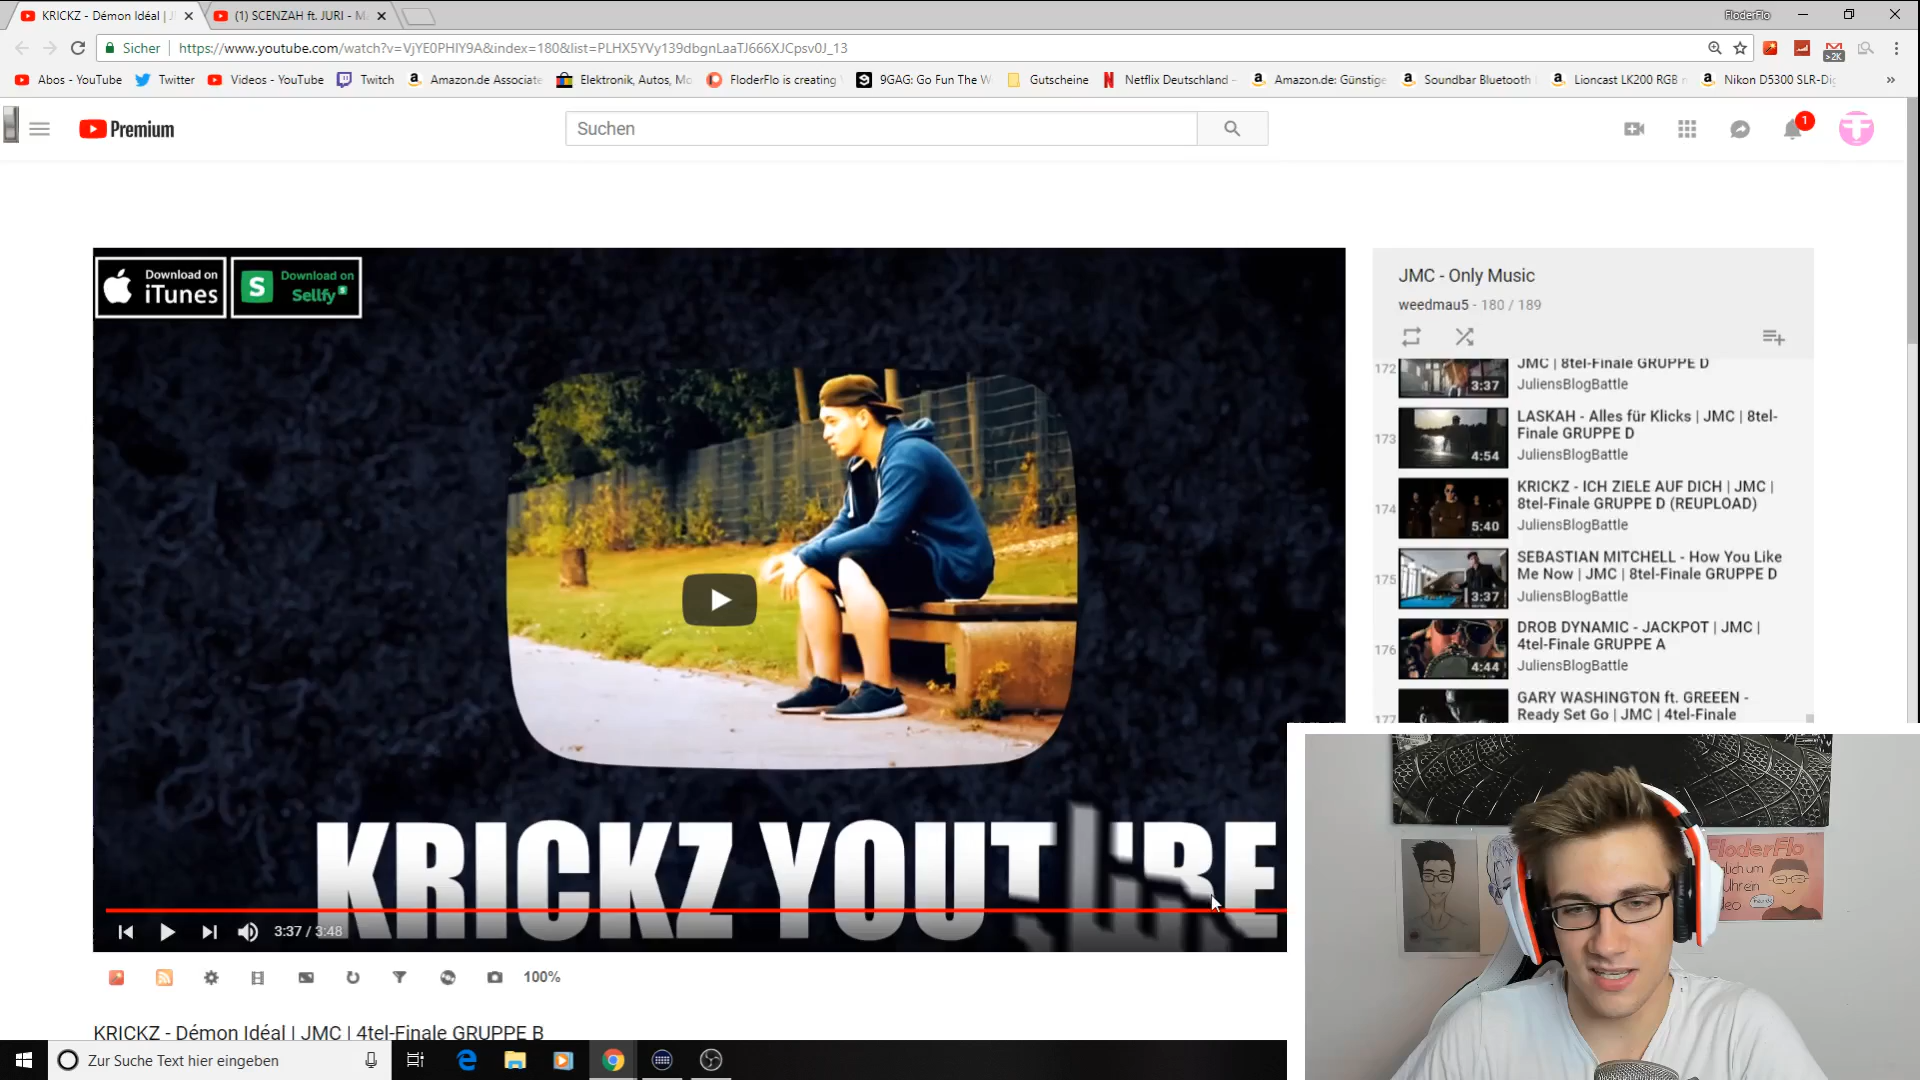 KRICKZ - Démon Idéal |
(1) SCENZAH ft. JURI -
FloderFlo
Sicher
https://www.youtube.com/watch?v=VjYE0PHlY9A&index=180&list=PLHX5YVy139dbgnLaaTJ666XJCpsv0J_13
>2K
Abos - YouTube
Twitter
Videos - YouTube
Twitch
Amazon.de Associate
Elektronik, Autos, Mo
FloderFlo is creating
9GAG: Go Fun The W
Gutscheine
Netflix Deutschland -
Amazon.de: Günstige
Soundbar Bluetooth
Lioncast LK200 RGB
Nikon D5300 SLR-Dig
Premium
Suchen
1
Download on
iTunes
Download on
Sellfy
KRICKZ
3:37 / 3:48
100%
KRICKZ - Démon Idéal | JMC | 4tel-Finale GRUPPE B
JMC - Only Music
weedmau5 - 180 / 189
172
3:37
JMC | 8tel-Finale GRUPPE D
JuliensBlogBattle
173
4:54
LASKAH - Alles für Klicks | JMC | 8tel-
Finale GRUPPE D
JuliensBlogBattle
174
5:40
KRICKZ - ICH ZIELE AUF DICH | JMC |
8tel-Finale GRUPPE D (REUPLOAD)
JuliensBlogBattle
175
3:37
SEBASTIAN MITCHELL - How You Like
Me Now | JMC | 8tel-Finale GRUPPE D
JuliensBlogBattle
176
4:44
DROB DYNAMIC - JACKPOT | JMC |
4tel-Finale GRUPPE A
JuliensBlogBattle
177
GARY WASHINGTON ft. GREEEN -
Ready Set Go | JMC | 4tel-Finale
FloderFlo
Zur Suche Text hier eingeben